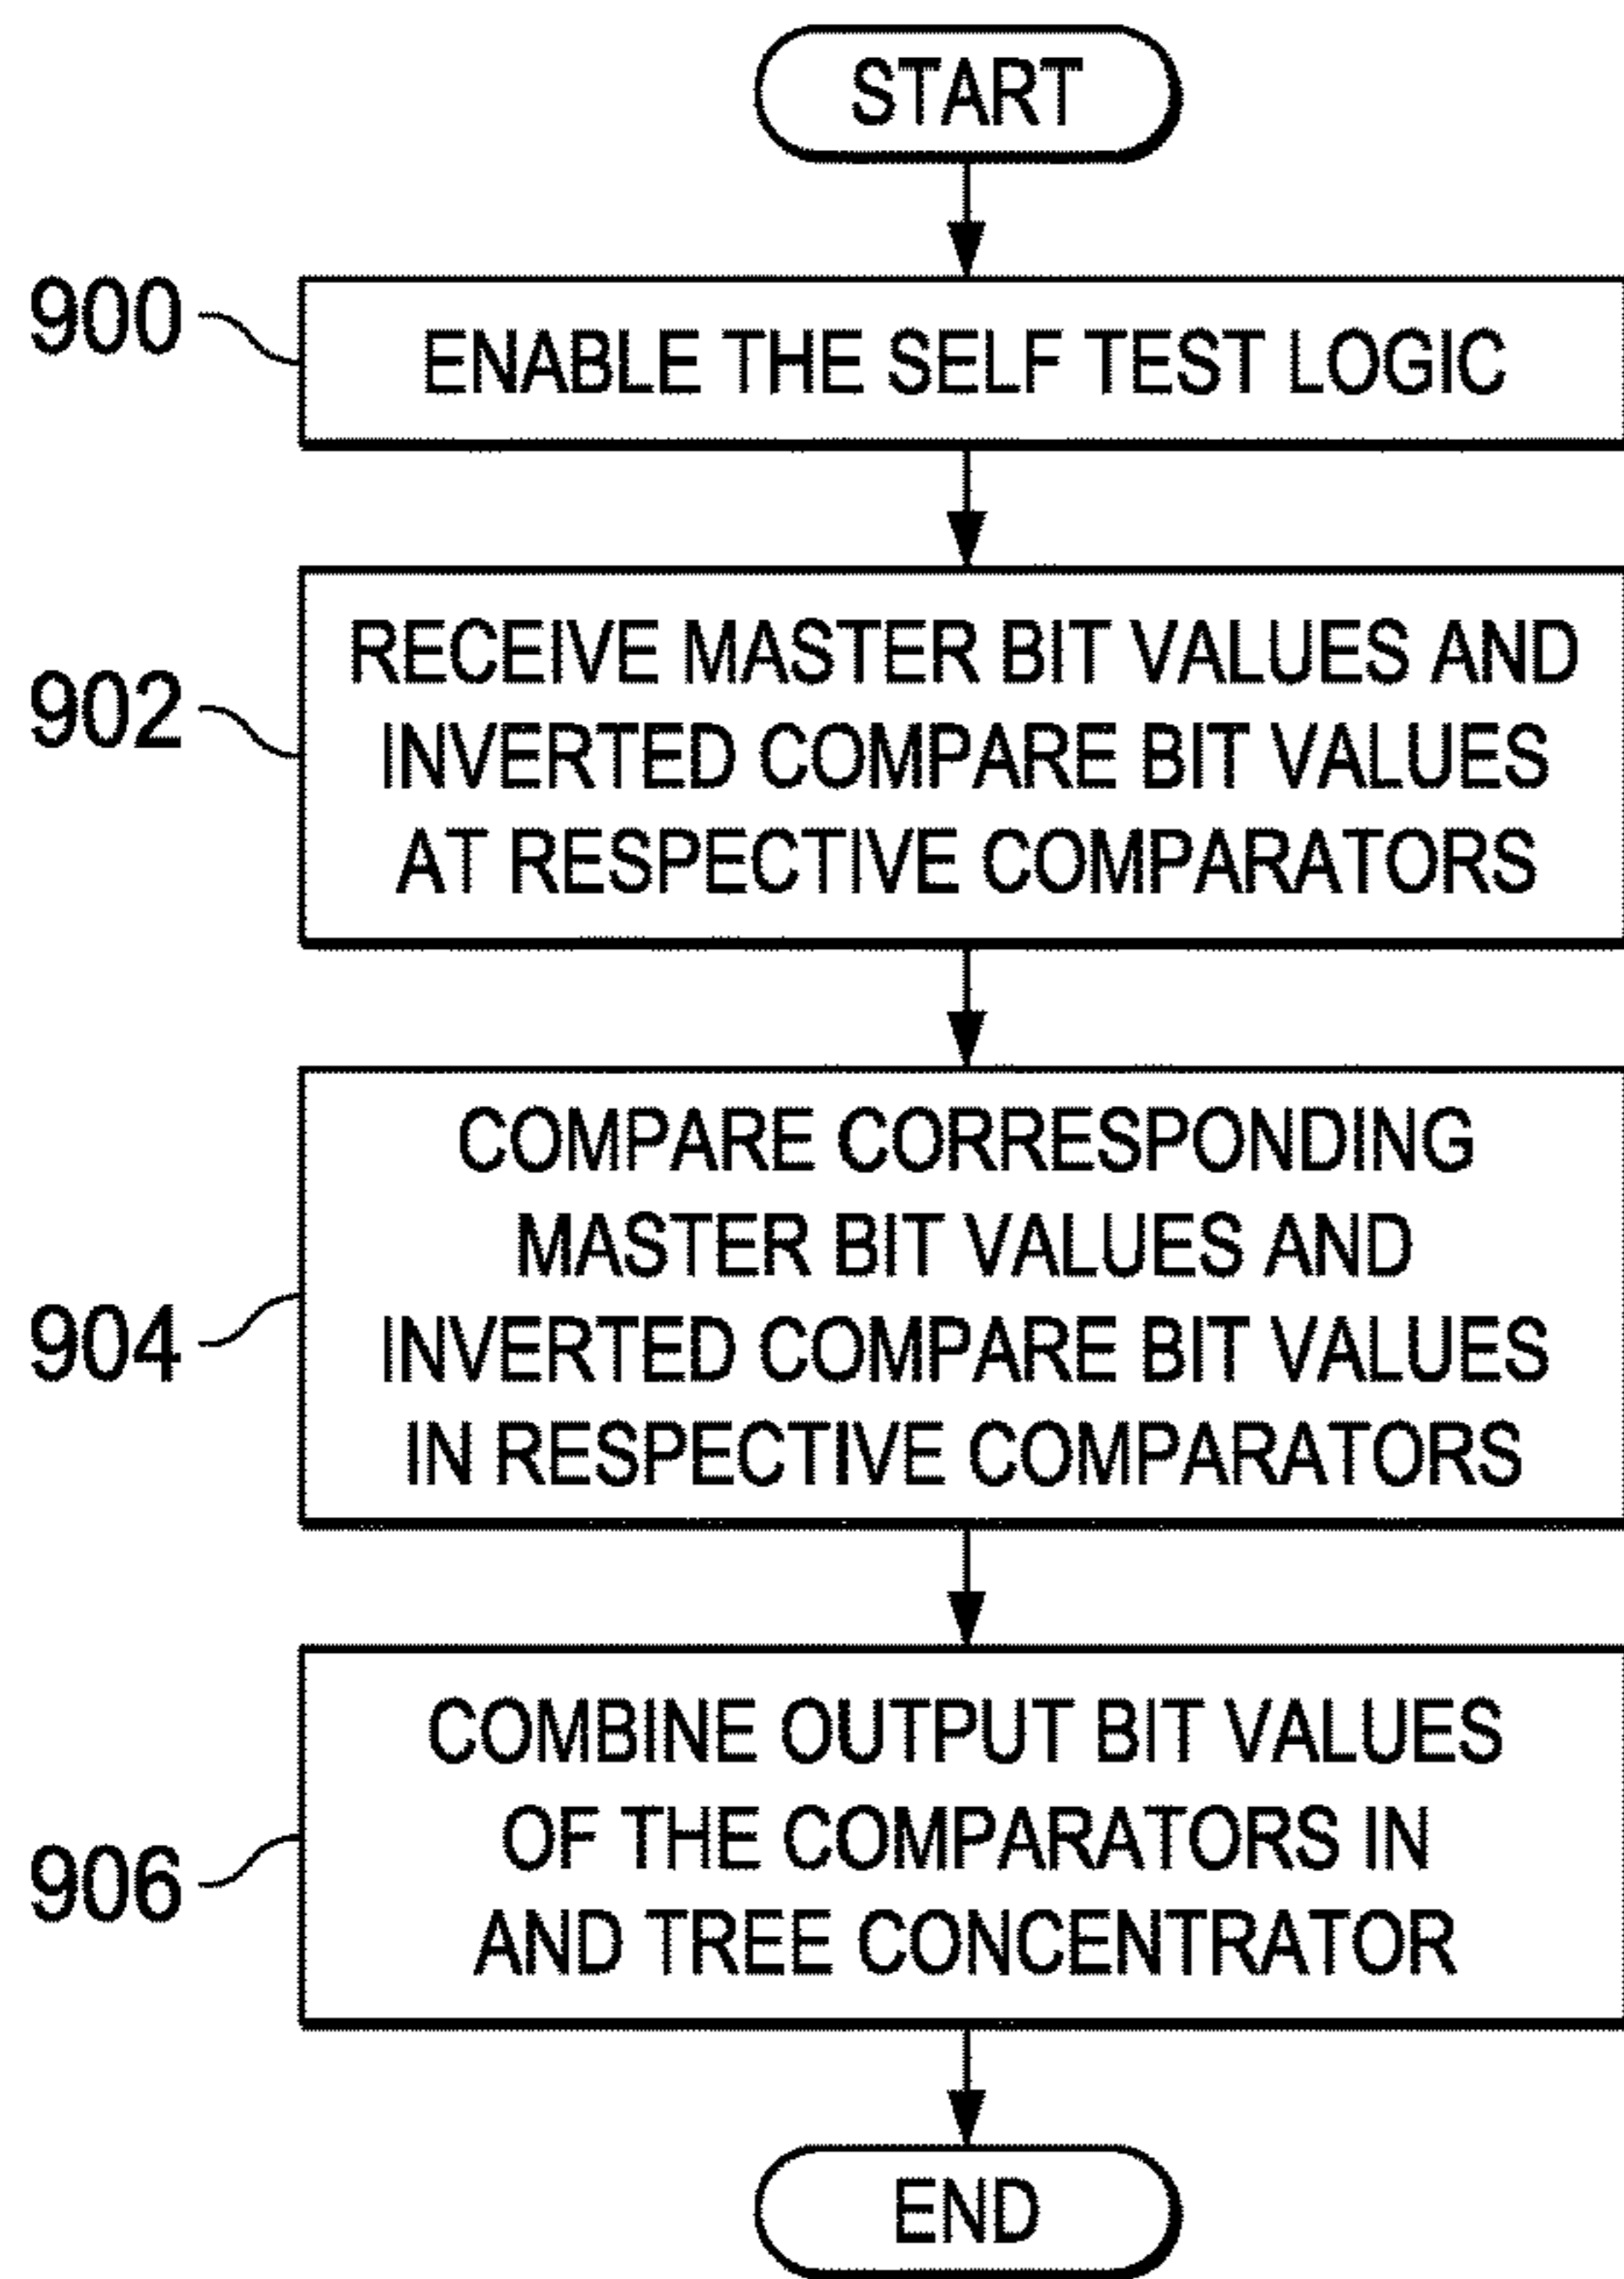 START
900
ENABLE THE SELF TEST LOGIC
902
RECEIVE MASTER BIT VALUES AND
INVERTED COMPARE BIT VALUES
AT RESPECTIVE COMPARATORS
904
COMPARE CORRESPONDING
MASTER BIT VALUES AND
INVERTED COMPARE BIT VALUES
IN RESPECTIVE COMPARATORS
906
COMBINE OUTPUT BIT VALUES
OF THE COMPARATORS IN
AND TREE CONCENTRATOR
END